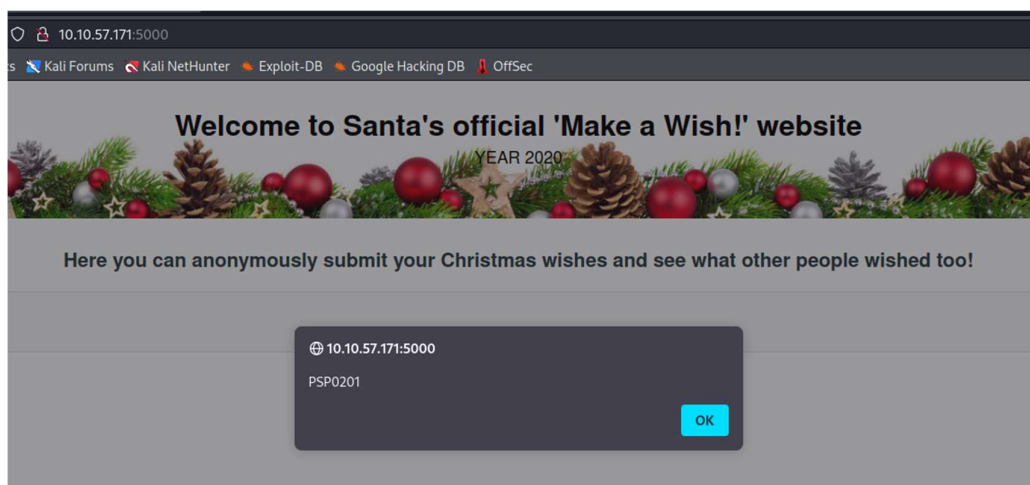 10.10.57.171:5000
Kali Forums Kali NetHunter Exploit-DB Google Hacking DB OffSec
Welcome to Santa's official 'Make a Wish!' website
YEAR 2020
Here you can anonymously submit your Christmas wishes and see what other people wished too!
10.10.57.171:5000
PSP0201
OK